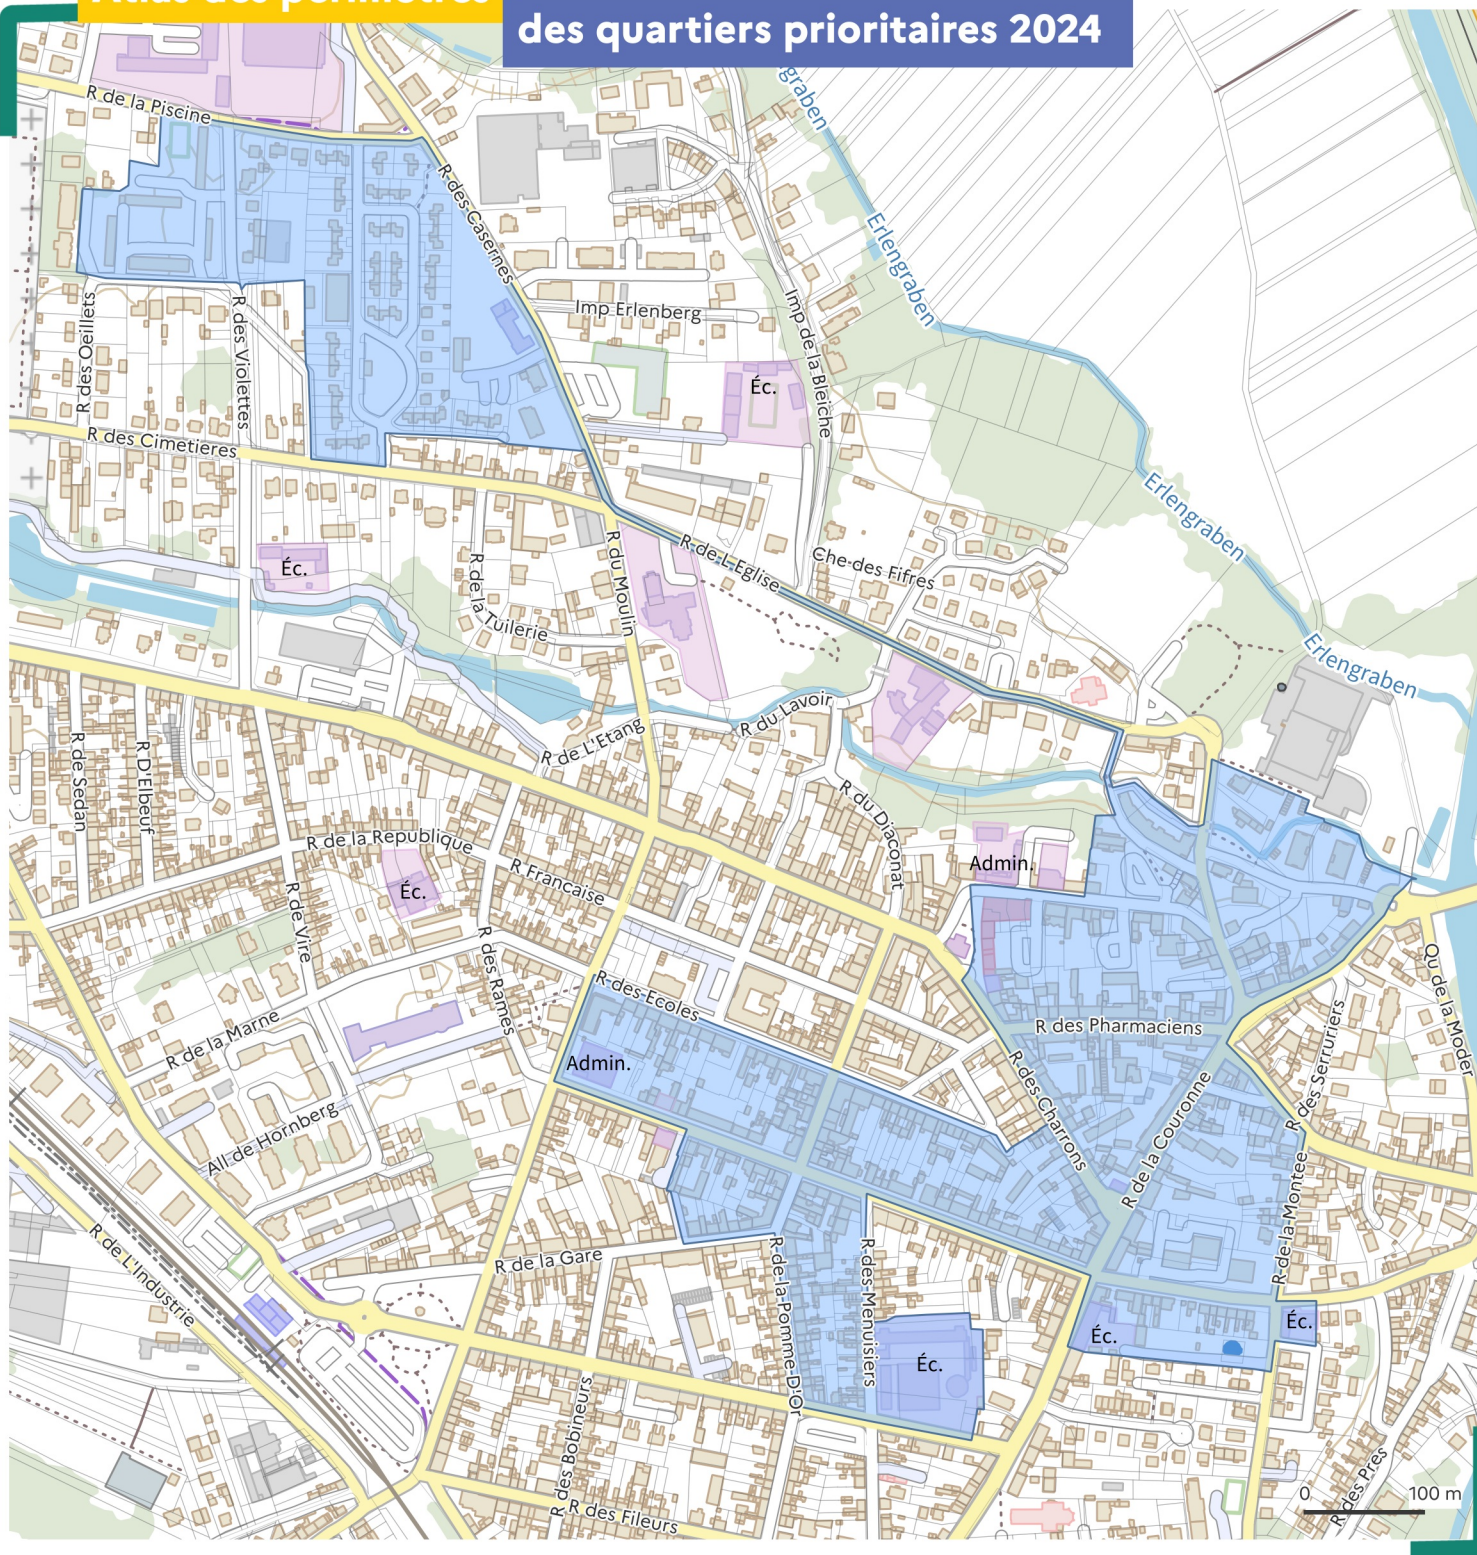 Atlas des périmètres
des quartiers prioritaires 2024
R de la Piscine
R des Casernes
Erlengraben
Erlengraben
Imp Erlenberg
Imp de la Bleiche
R des Oeillets
R des Violettes
Éc.
R des Cimetieres
Erlengraben
Éc.
R de la Tuilerie
R du Moulin
R de L'Eglise
Che des Fifres
Erlengraben
R de L'Etang
R du Lavoir
R de Sedan
R D'Elbeuf
R du Diaconat
R de la Republique
R Francaise
Éc.
Admin.
R de Vire
R des Rames
R des Ecoles
Qu de la Moder
R de la Marne
R des Pharmaciens
Admin.
R des Charrons
R de la Couronne
R des Serruriers
All de Hornberg
R de la Montee
R de L'Industrie
R de la Gare
R de la Pomme D'Or
R des Menuisiers
Éc.
Éc.
Éc.
R des Bobineurs
R des Fileurs
R des Pres
0 100 m